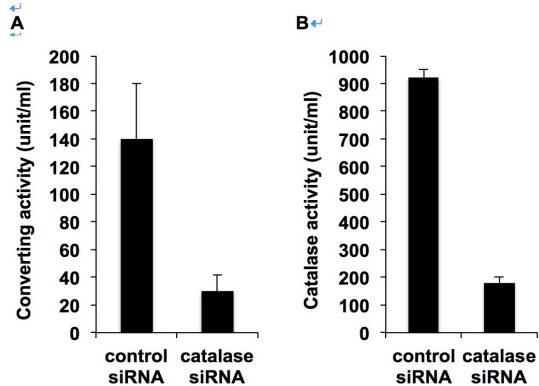 A
B
200
180
160
140
120
100
80
60
40
20
0
Converting activity (unit/ml)
control
siRNA
catalase
siRNA
1000
900
800
700
600
500
400
300
200
100
0
Catalase activity (unit/ml)
control
siRNA
catalase
siRNA